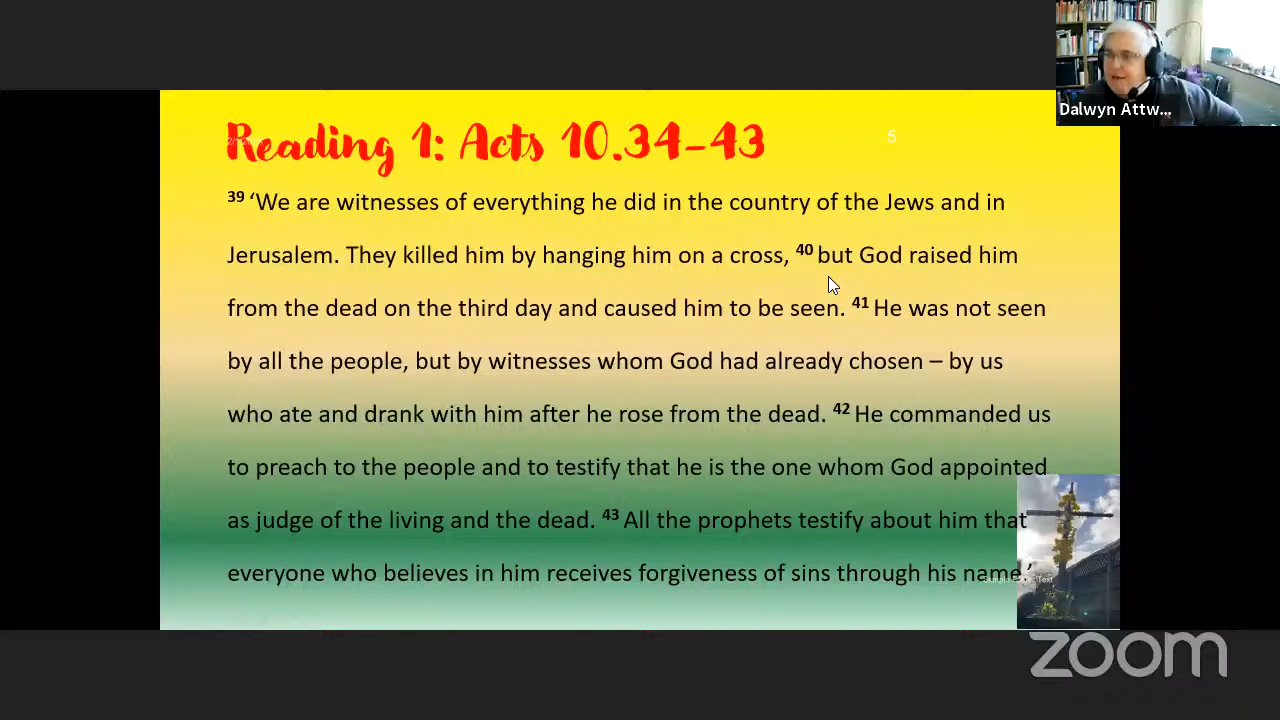 Dalwyn Attw...
Reading 1: Acts 10.34-43
5
39 ‘We are witnesses of everything he did in the country of the Jews and in
Jerusalem. They killed him by hanging him on a cross, 40 but God raised him
from the dead on the third day and caused him to be seen. 41 He was not seen
by all the people, but by witnesses whom God had already chosen – by us
who ate and drank with him after he rose from the dead. 42 He commanded us
to preach to the people and to testify that he is the one whom God appointed
as judge of the living and the dead. 43 All the prophets testify about him that
everyone who believes in him receives forgiveness of sins through his name.’
Sample Footer Text
zoom